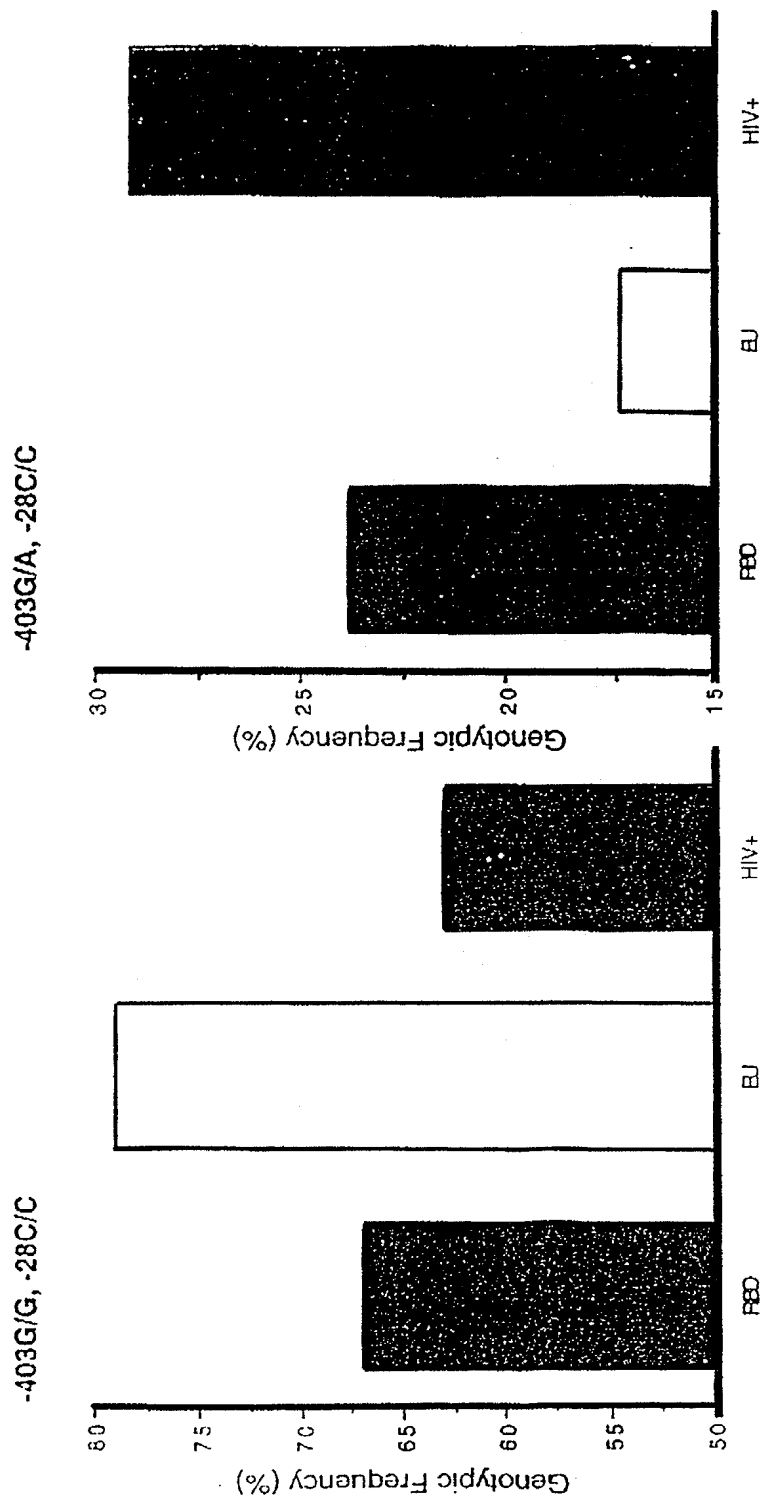 -403G/G, -28C/C
Genotypic Frequency (%)
80
75
70
65
60
55
50
RBD
EU
HIV+
-403G/A, -28C/C
Genotypic Frequency (%)
30
25
20
15
RBD
EU
HIV+